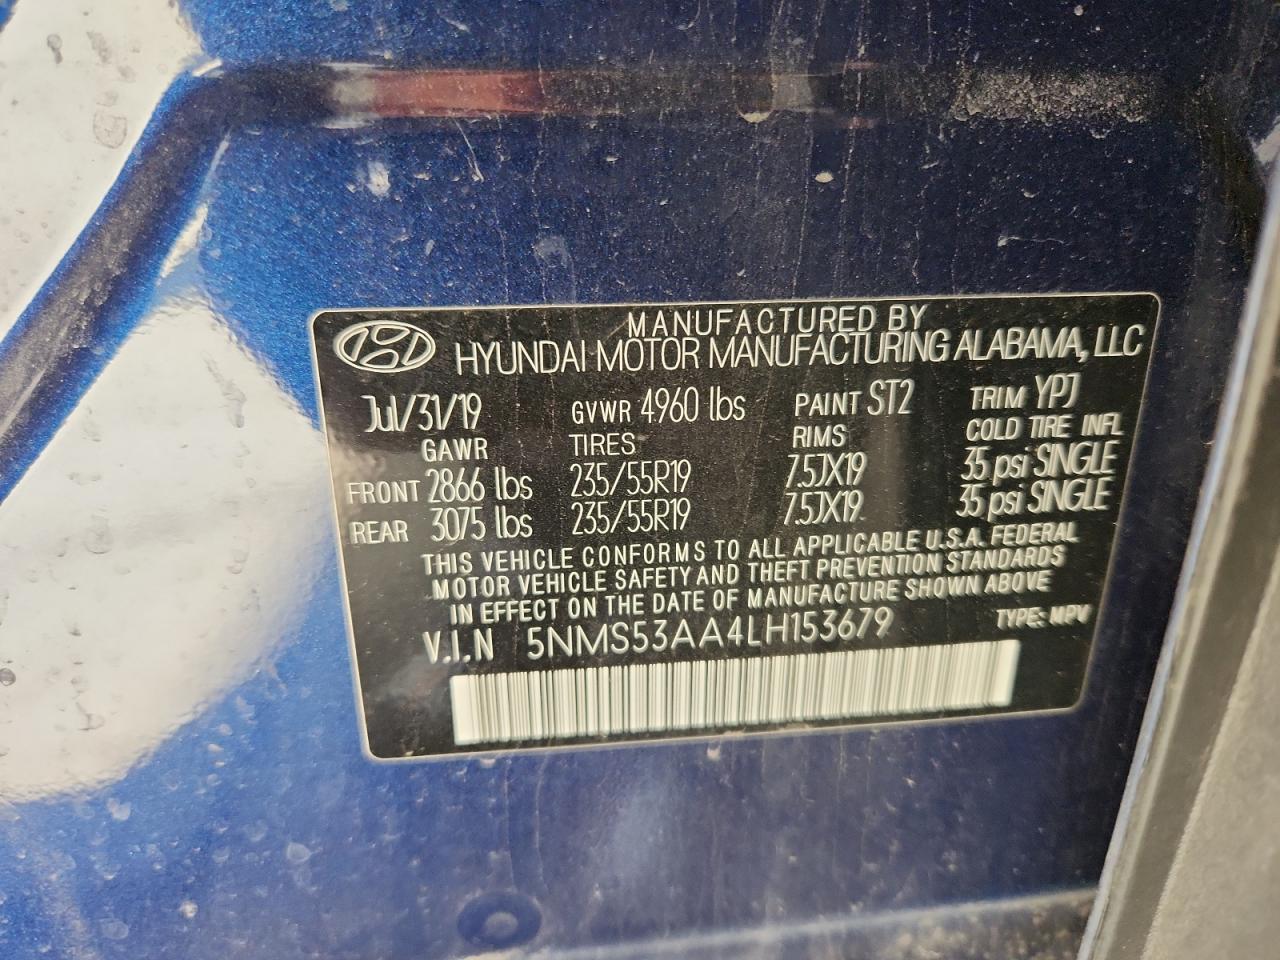 MANUFACTURED BY
HYUNDAI MOTOR MANUFACTURING ALABAMA, LLC
Jul/31/19 GVWR 4960 lbs PAINT ST2 TRIM YPJ
GAWR TIRES RIMS COLD TIRE INFL
FRONT 2866 lbs 235/55R19 7.5JX19 35 psi SINGLE
REAR 3075 lbs 235/55R19 7.5JX19 35 psi SINGLE
THIS VEHICLE CONFORMS TO ALL APPLICABLE U.S.A. FEDERAL
MOTOR VEHICLE SAFETY AND THEFT PREVENTION STANDARDS
IN EFFECT ON THE DATE OF MANUFACTURE SHOWN ABOVE
V.I.N 5NMS53AA4LH153679 TYPE: MPV